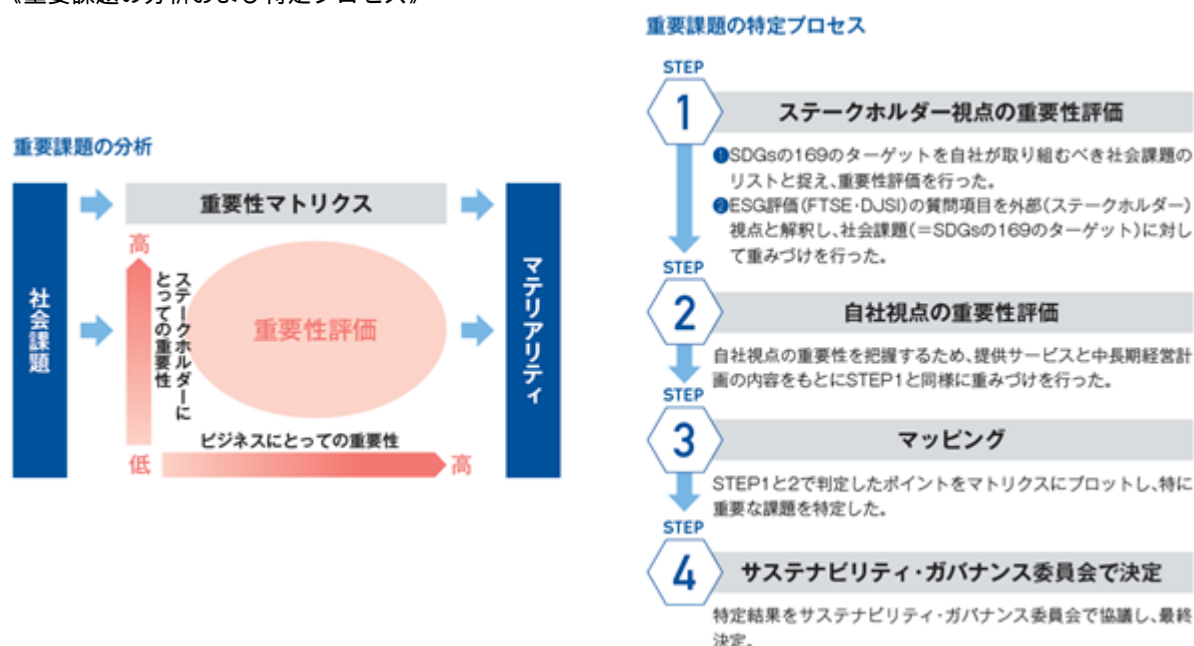 《重要課題の分析および特定プロセス》
重要課題の分析
社会課題
重要性マトリクス
高
ステークホルダーに
とっての重要性
重要性評価
ビジネスにとっての重要性
低
高
マテリアリティ
重要課題の特定プロセス
STEP
1
ステークホルダー視点の重要性評価
❶SDGsの169のターゲットを自社が取り組むべき社会課題の
リストと捉え、重要性評価を行った。
❷ESG評価(FTSE・DJSI)の質問項目を外部(ステークホルダー)
視点と解釈し、社会課題(=SDGsの169のターゲット)に対し
て重みづけを行った。
STEP
2
自社視点の重要性評価
自社視点の重要性を把握するため、提供サービスと中長期経営計
画の内容をもとにSTEP1と同様に重みづけを行った。
STEP
3
マッピング
STEP1と2で判定したポイントをマトリクスにプロットし、特に
重要な課題を特定した。
STEP
4
サステナビリティ・ガバナンス委員会で決定
特定結果をサステナビリティ・ガバナンス委員会で協議し、最終
決定。